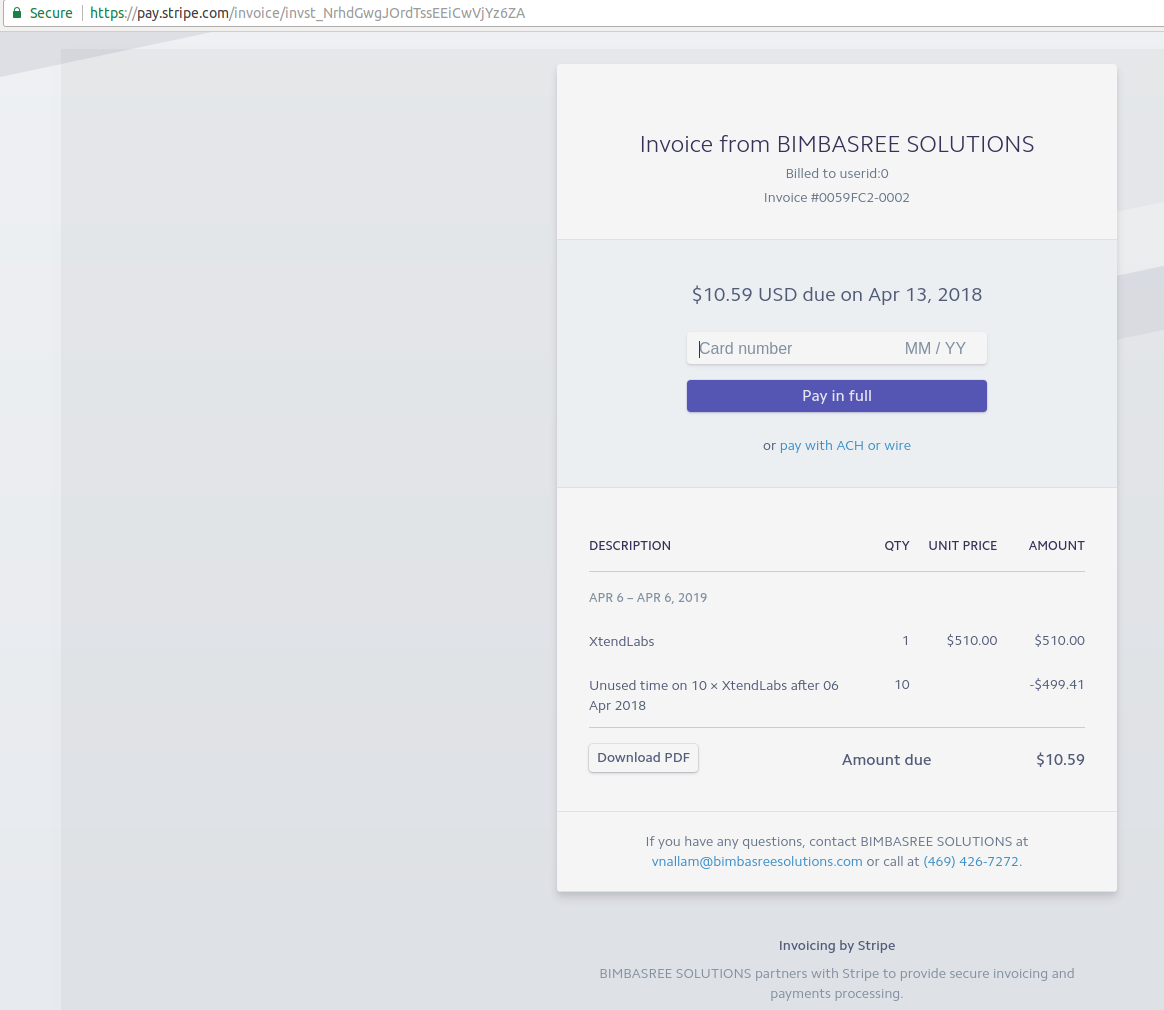 Secure
https://pay.stripe.com/invoice/invst_NrhdGwgJOrdTssEEiCwVjYz6ZA
Invoice from BIMBASREE SOLUTIONS
Billed to userid:0
Invoice #0059FC2-0002
$10.59 USD due on Apr 13, 2018
Card number MM / YY
Pay in full
or pay with ACH or wire
DESCRIPTION QTY UNIT PRICE AMOUNT
APR 6 – APR 6, 2019
XtendLabs 1 $510.00 $510.00
Unused time on 10 × XtendLabs after 06 10 -$499.41
Apr 2018
Download PDF Amount due $10.59
If you have any questions, contact BIMBASREE SOLUTIONS at
vnallam@bimbasreesolutions.com or call at (469) 426-7272.
Invoicing by Stripe
BIMBASREE SOLUTIONS partners with Stripe to provide secure invoicing and
payments processing.